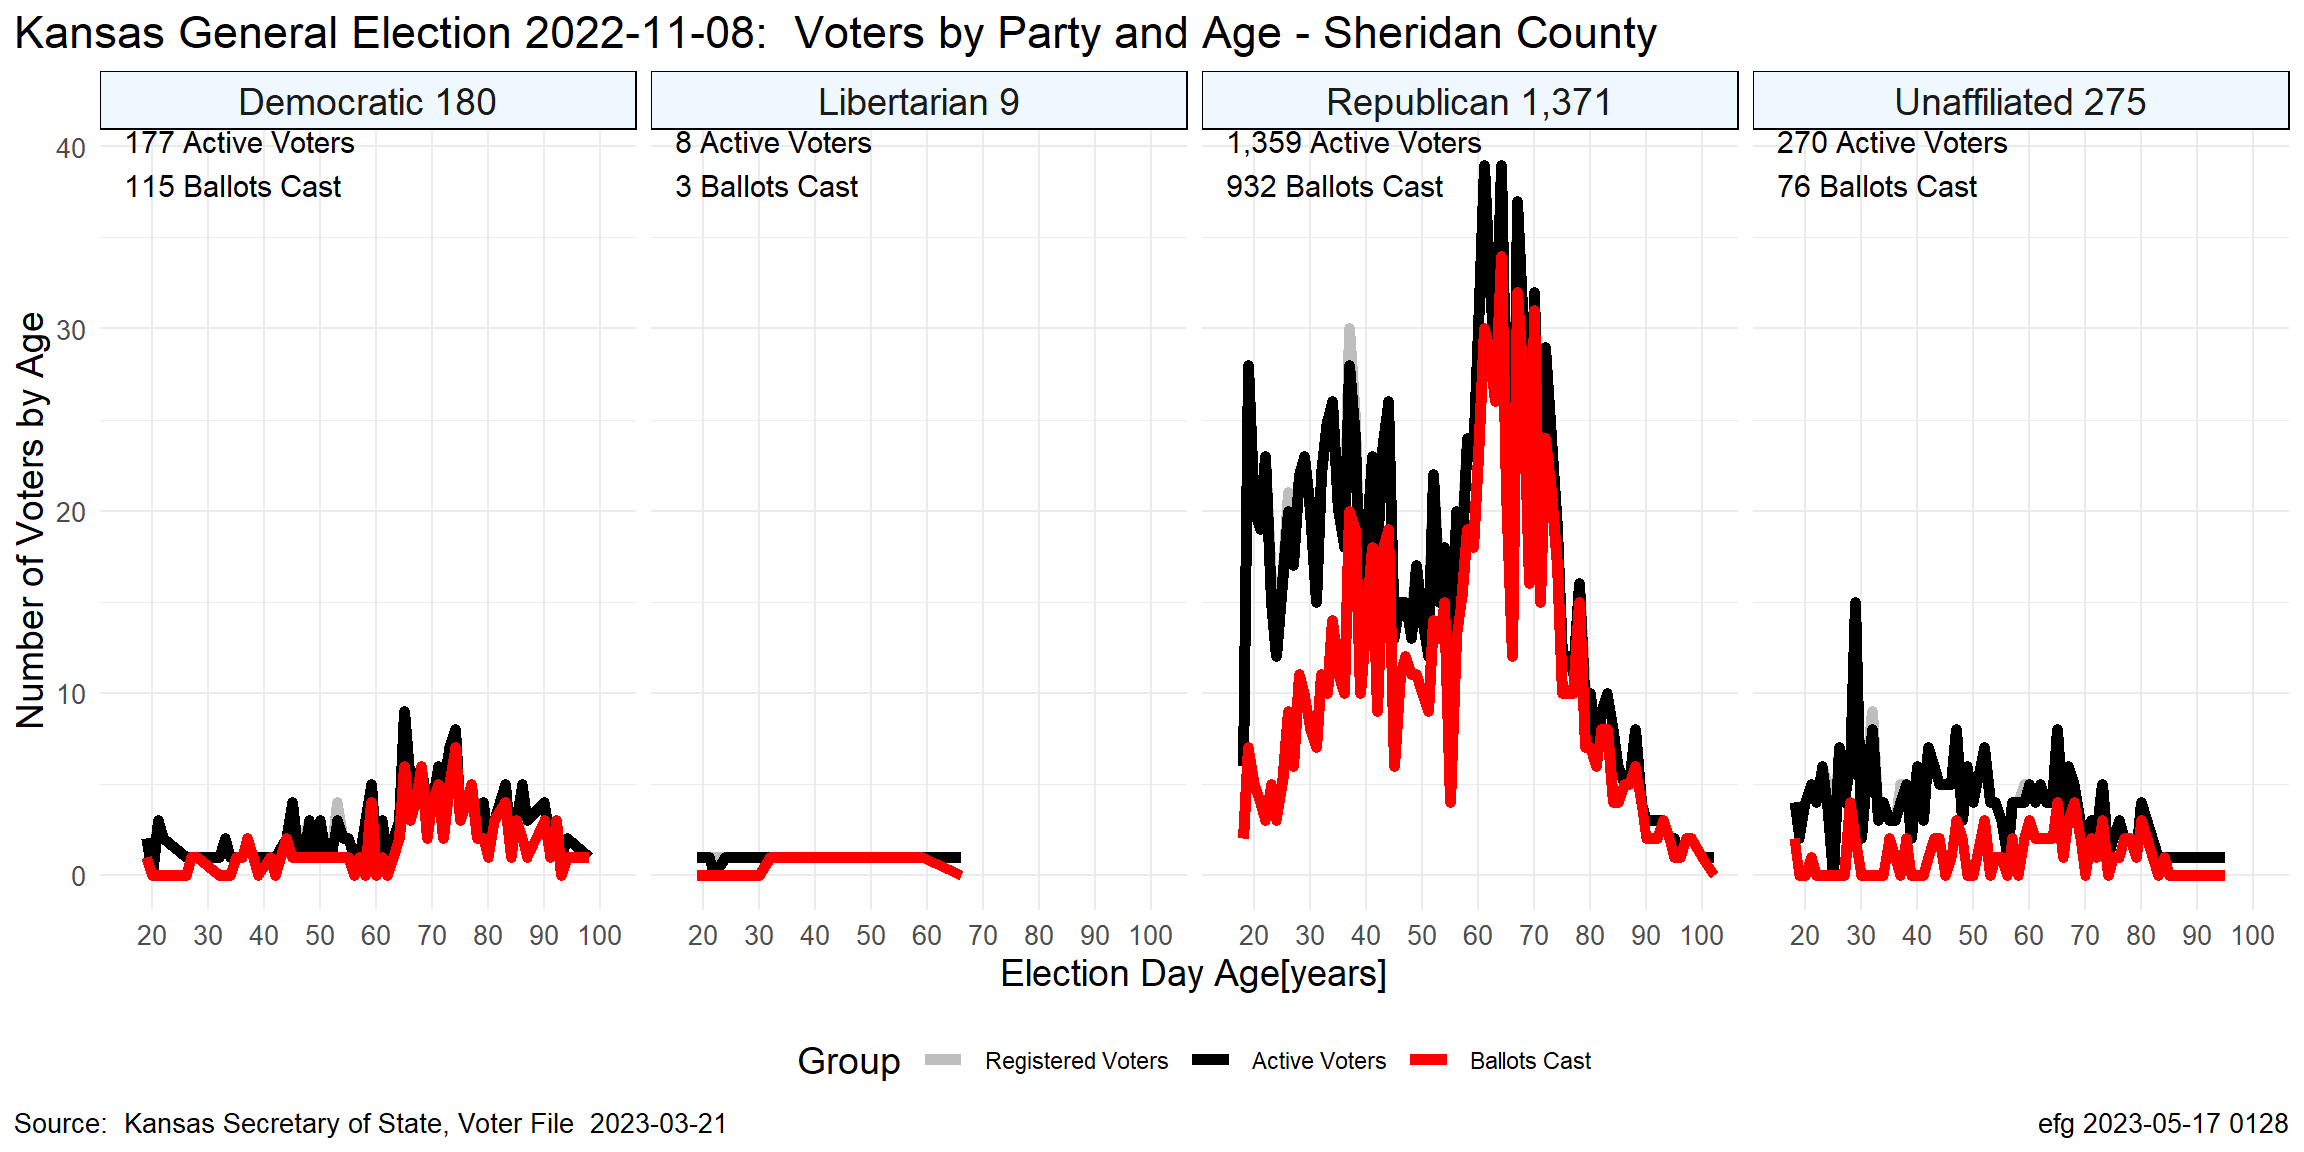 Kansas General Election 2022-11-08:  Voters by Party and Age - Sheridan County
Democratic 180
Libertarian 9
Republican 1,371
Unaffiliated 275
177 Active Voters
115 Ballots Cast
8 Active Voters
3 Ballots Cast
1,359 Active Voters
932 Ballots Cast
270 Active Voters
76 Ballots Cast
Number of Voters by Age
40
30
20
10
0
20 30 40 50 60 70 80 90 100
20 30 40 50 60 70 80 90 100
20 30 40 50 60 70 80 90 100
20 30 40 50 60 70 80 90 100
Election Day Age[years]
Group Registered Voters Active Voters Ballots Cast
Source:  Kansas Secretary of State, Voter File  2023-03-21
efg 2023-05-17 0128